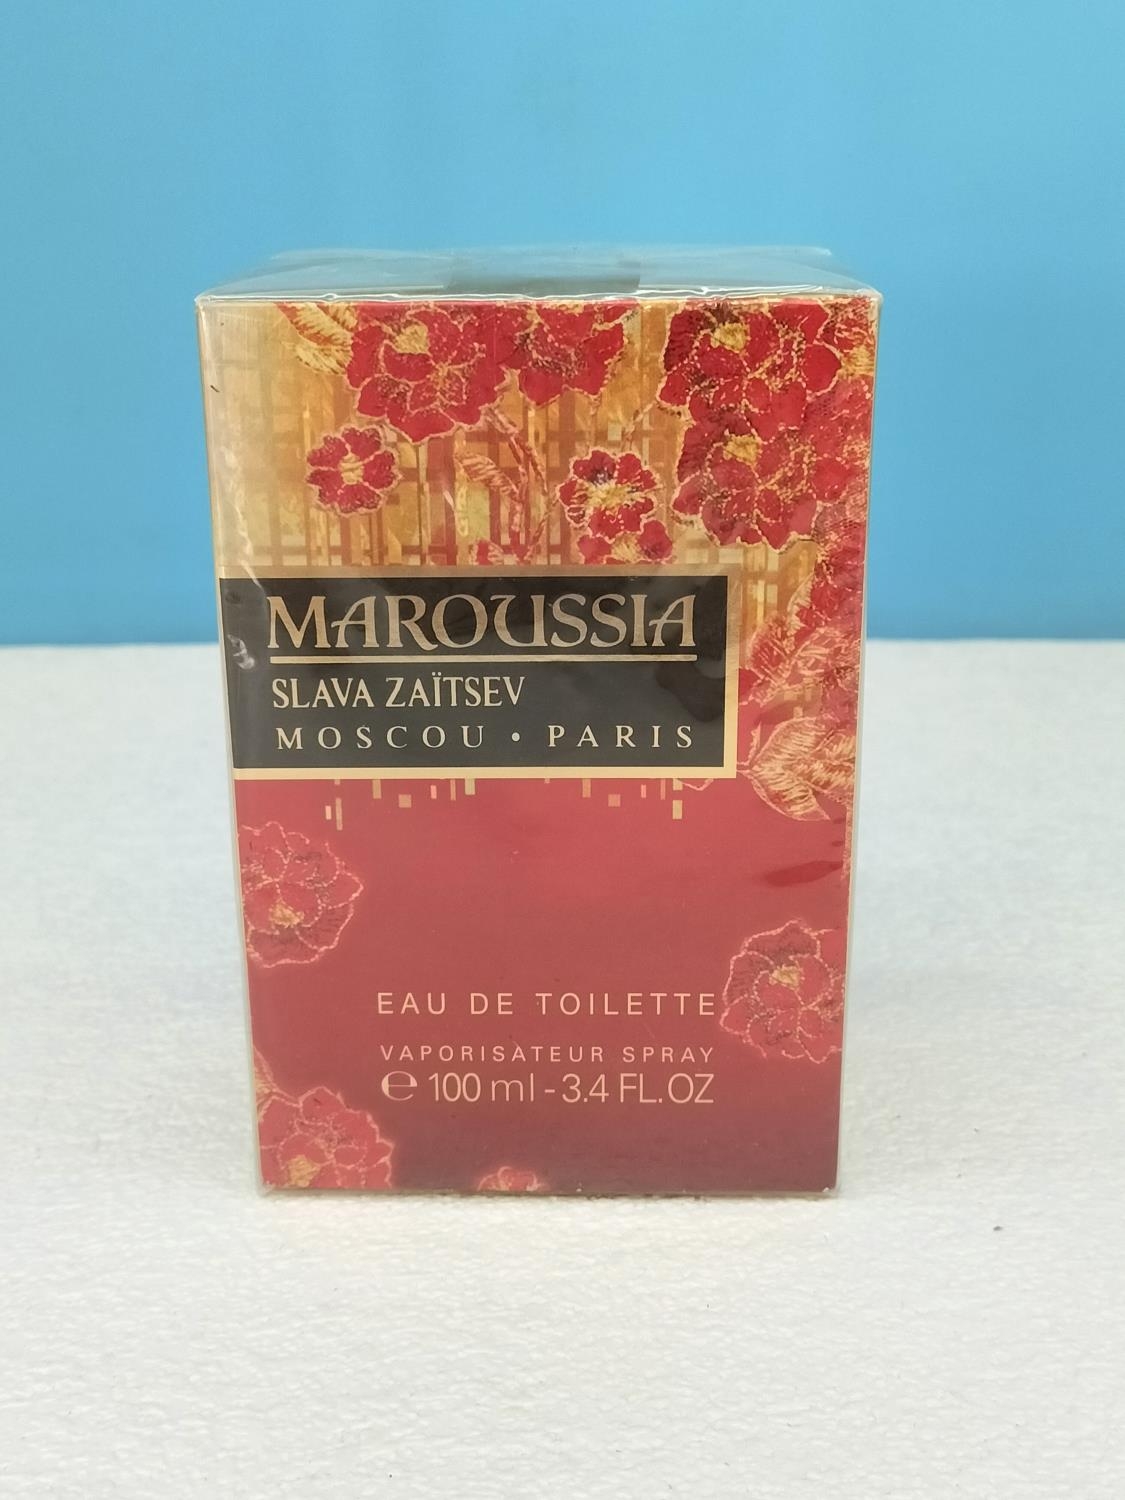 MAROUSSIA
SLAVA ZAÏTSEV
MOSCOU • PARIS
EAU DE TOILETTE
VAPORISATEUR SPRAY
℮ 100 ml - 3.4 FL. OZ